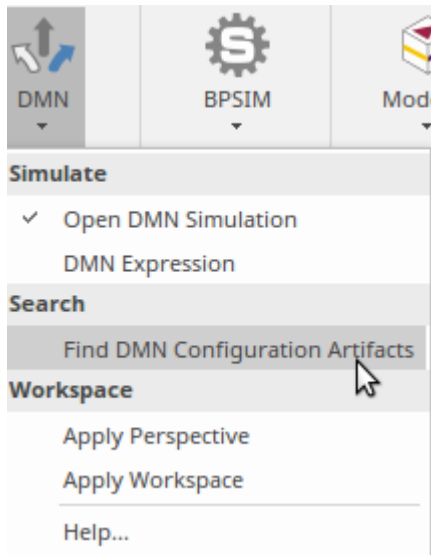 DMN
BPSIM
Simulate
Open DMN Simulation
DMN Expression
Search
Find DMN Configuration Artifacts
Workspace
Apply Perspective
Apply Workspace
Help...